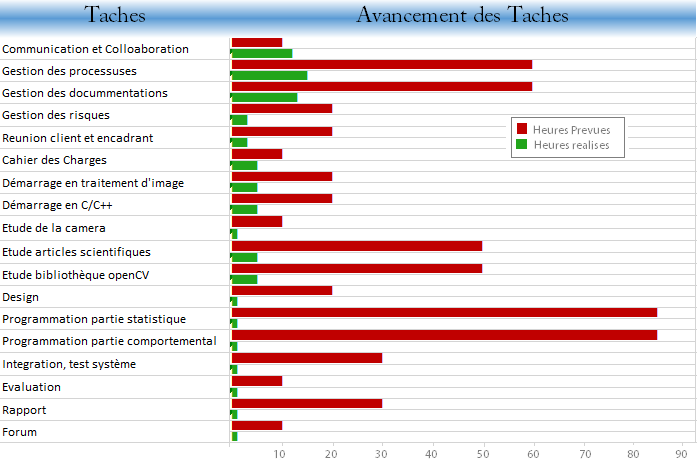 Taches
Avancement des Taches
Communication et Colloaboration
Gestion des processuses
Gestion des docummentations
Gestion des risques
Reunion client et encadrant
Cahier des Charges
Démarrage en traitement d'image
Démarrage en C/C++
Etude de la camera
Etude articles scientifiques
Etude bibliothèque openCV
Design
Programmation partie statistique
Programmation partie comportemental
Integration, test système
Evaluation
Rapport
Forum
Heures Prevues
Heures realises
10 20 30 40 50 60 70 80 90